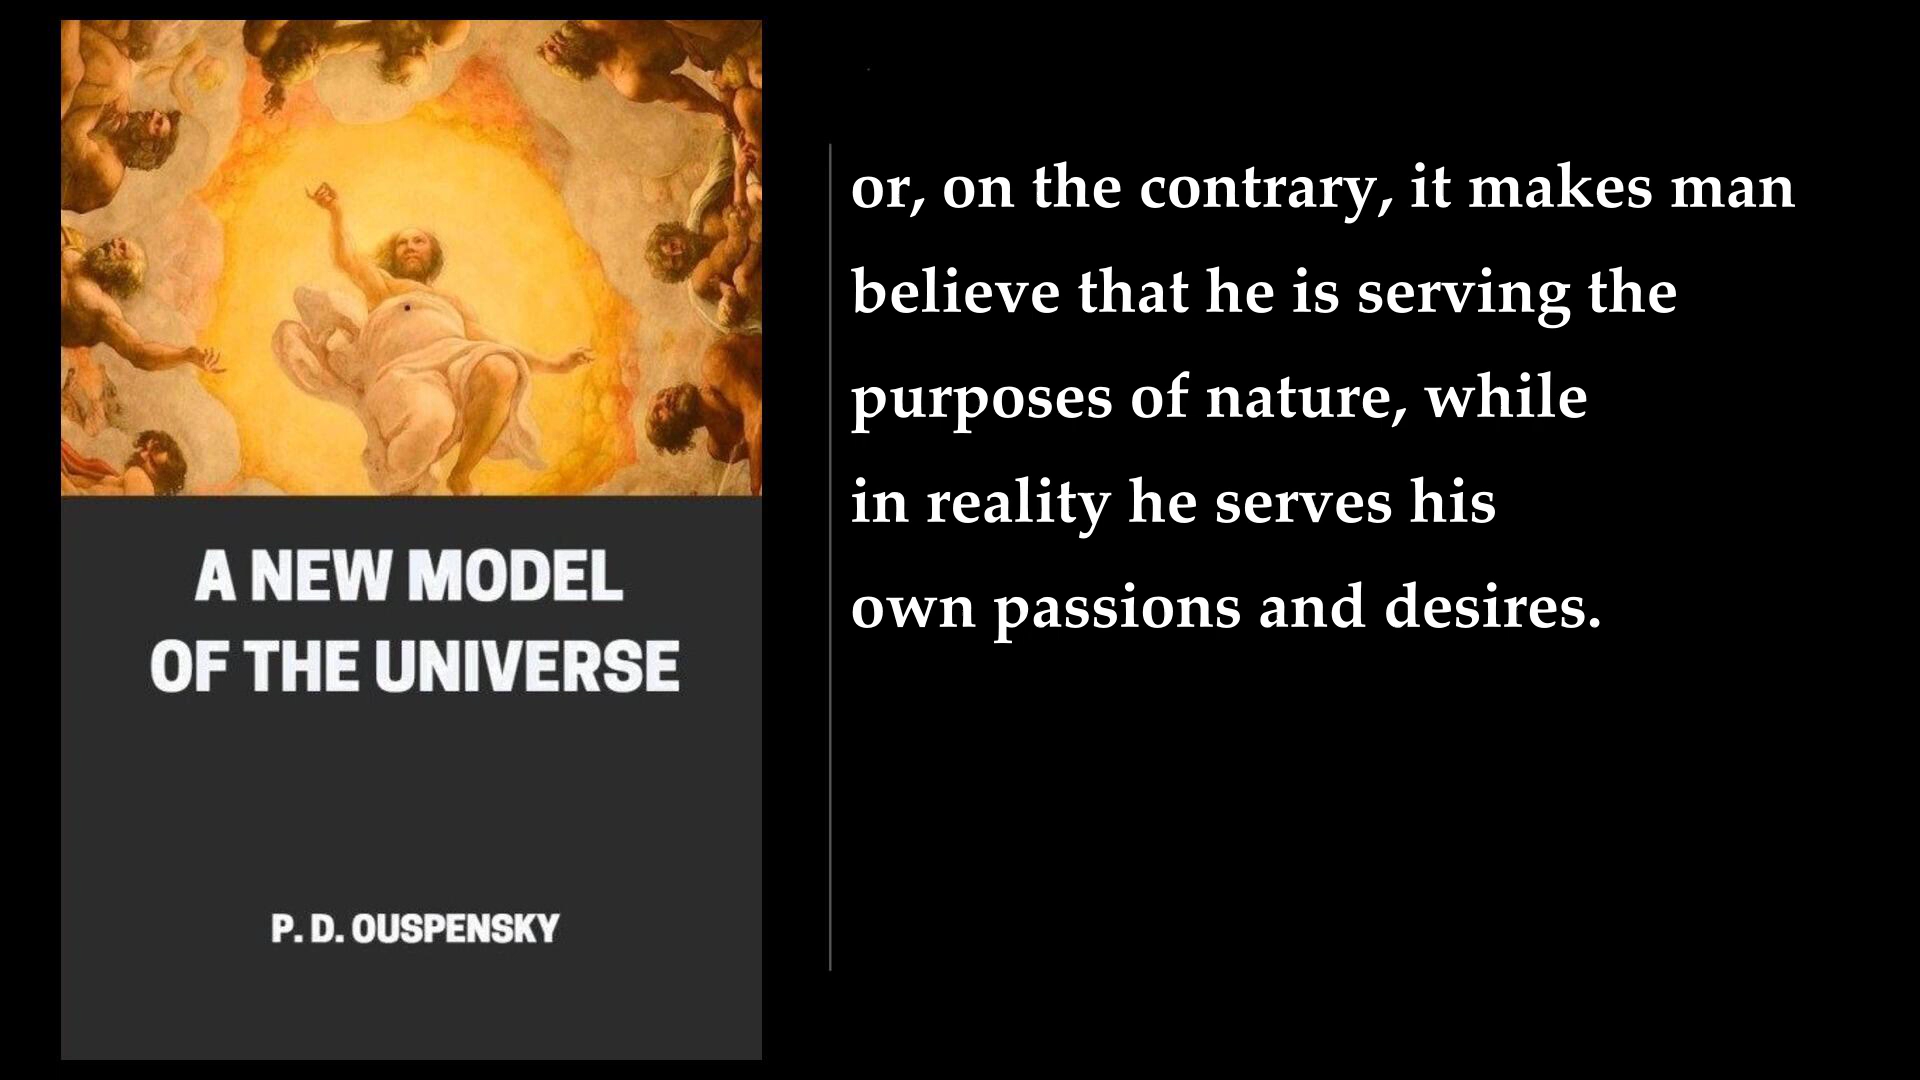 A NEW MODEL
OF THE UNIVERSE
P. D. OUSPENSKY
or, on the contrary, it makes man
believe that he is serving the
purposes of nature, while
in reality he serves his
own passions and desires.